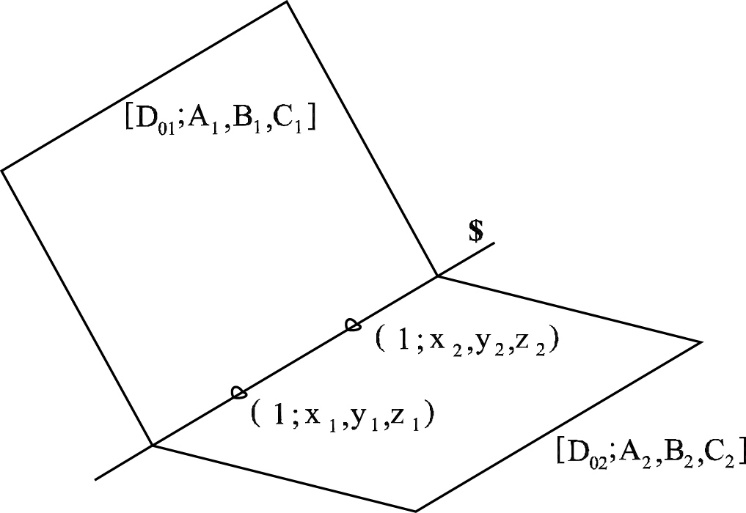 [D₀₁;A₁,B₁,C₁]
$
(1;x₂,y₂,z₂)
(1;x₁,y₁,z₁)
[D₀₂;A₂,B₂,C₂]